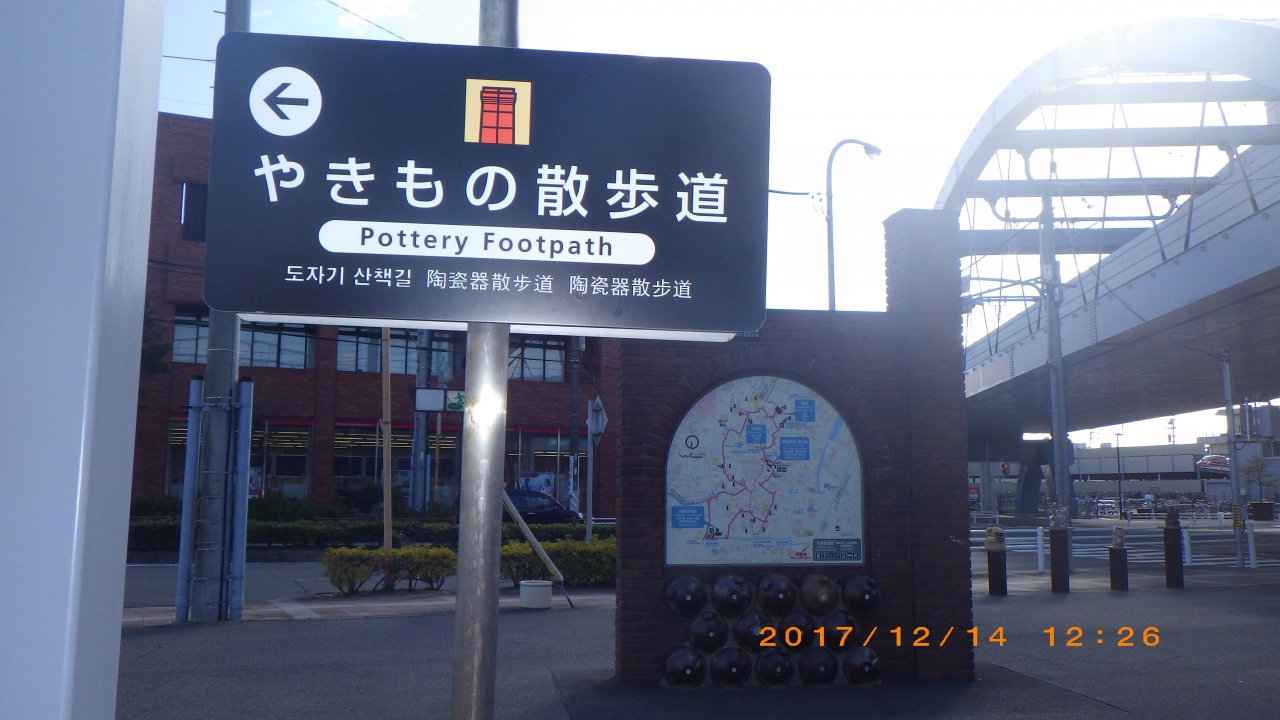 やきもの散歩道
Pottery Footpath
도자기 산책길 陶瓷器散步道 陶瓷器散步道
2017/12/14 12:26